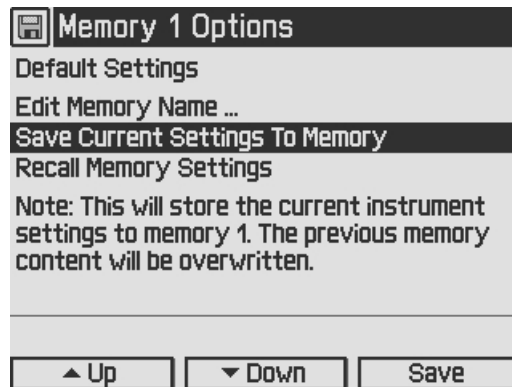 Memory 1 Options
Default Settings
Edit Memory Name ...
Save Current Settings To Memory
Recall Memory Settings
Note: This will store the current instrument
settings to memory 1. The previous memory
content will be overwritten.
▲ Up ▼ Down Save